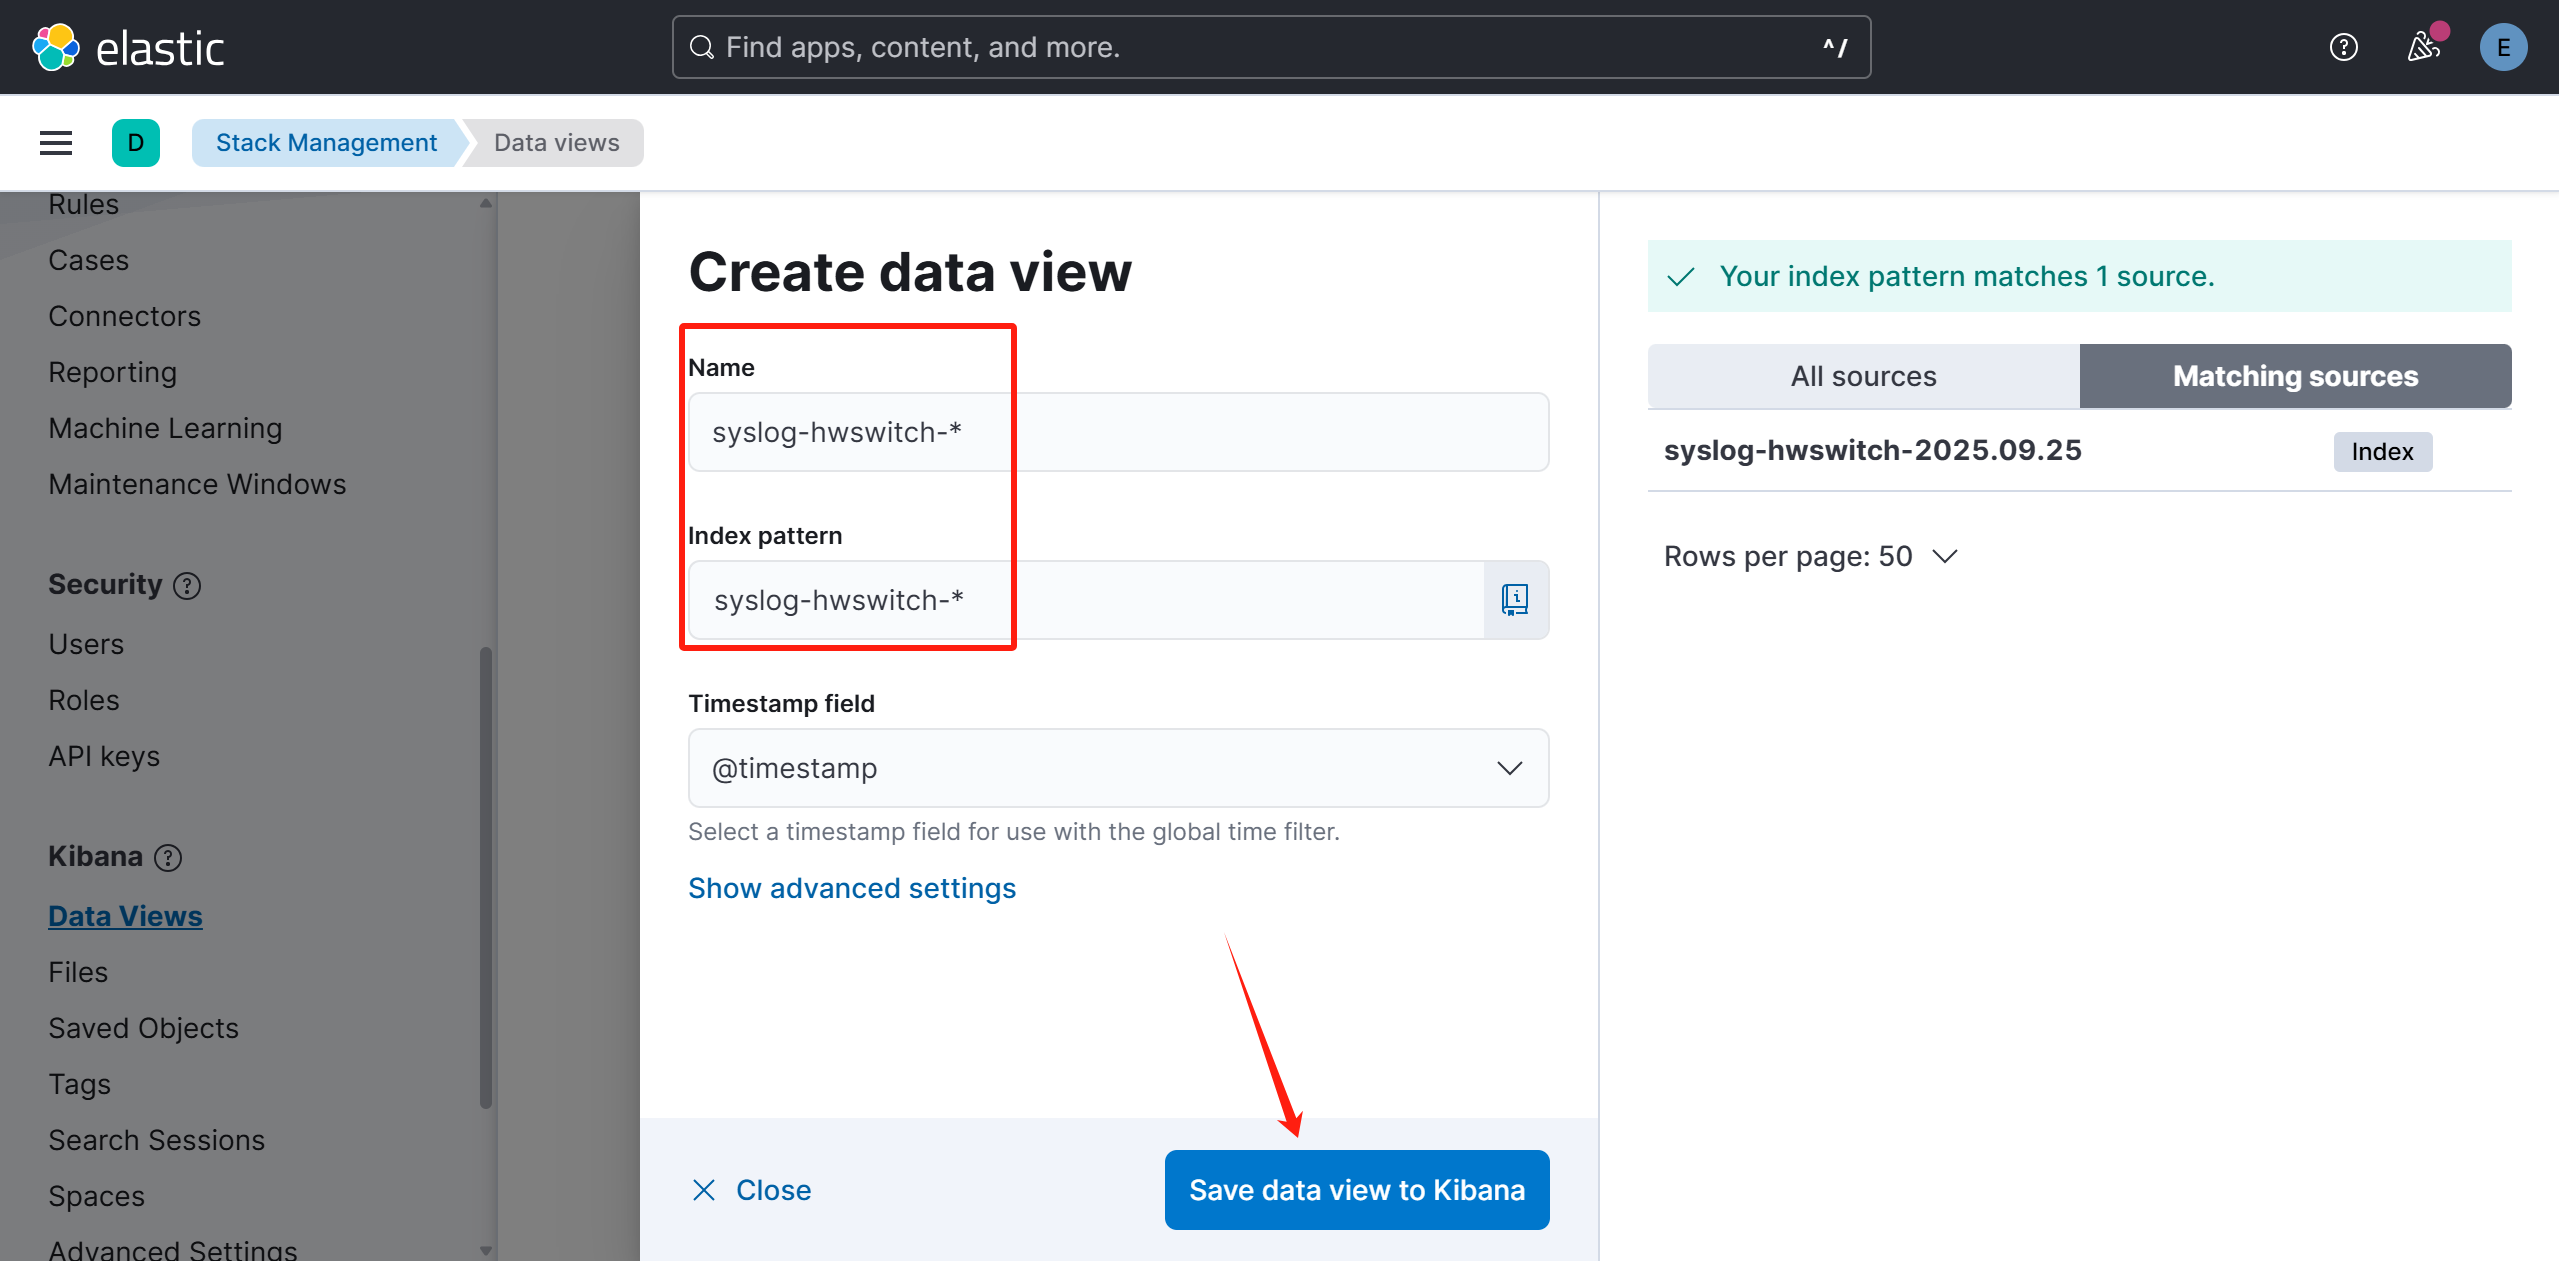 elastic
Find apps, content, and more.
^/
E
D
Stack Management
Data views
Rules
Cases
Connectors
Reporting
Machine Learning
Maintenance Windows
Security
Users
Roles
API keys
Kibana
Data Views
Files
Saved Objects
Tags
Search Sessions
Spaces
Advanced Settings
Create data view
Name
syslog-hwswitch-*
Index pattern
syslog-hwswitch-*
Timestamp field
@timestamp
Select a timestamp field for use with the global time filter.
Show advanced settings
Close
Save data view to Kibana
Your index pattern matches 1 source.
All sources
Matching sources
syslog-hwswitch-2025.09.25
Index
Rows per page: 50